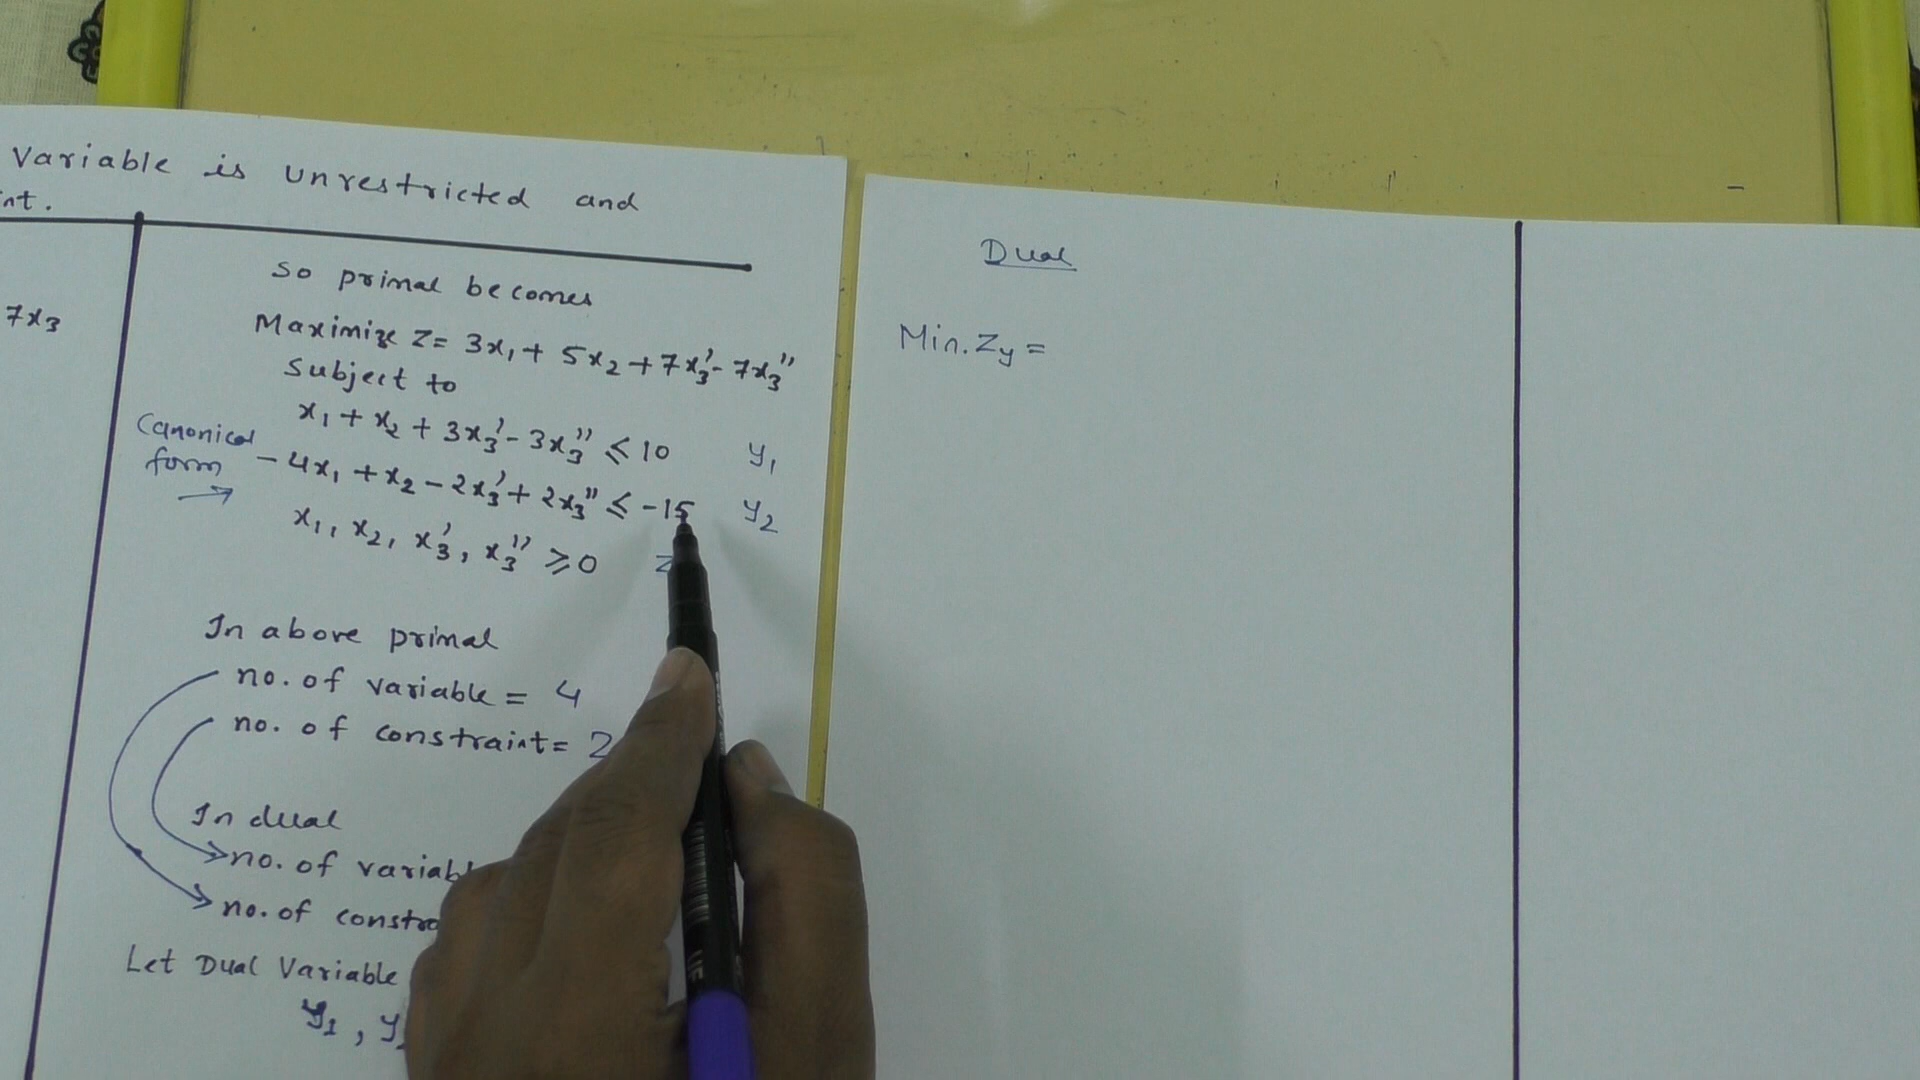 Variable is unrestricted and
nt.
7x₃
So primal becomes
Maximize Z = 3x₁ + 5x₂ + 7x₃' - 7x₃''
Subject to
x₁ + x₂ + 3x₃' - 3x₃'' ≤ 10 y₁
Canonical form →
- 4x₁ + x₂ - 2x₃' + 2x₃'' ≤ -15 y₂
x₁, x₂, x₃', x₃'' ≥ 0
In above primal
no. of variable = 4
no. of constraint = 2
In dual
no. of variabl
no. of constra
Let Dual Variable
y₁ , y
Dual
Min. Zy =